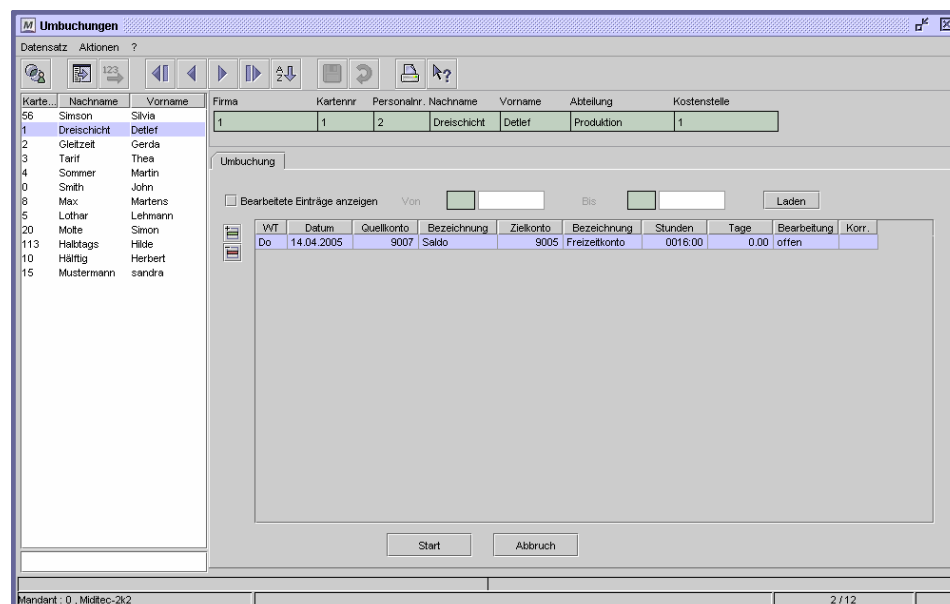 Umbuchungen
Datensatz Aktionen ?
Karte... Nachname Vorname
56 Simson Silvia
1 Dreischicht Detlef
2 Gleitzeit Gerda
3 Tarif Thea
4 Sommer Martin
0 Smith John
8 Max Martens
5 Lothar Lehmann
20 Motte Simon
113 Halbtags Hilde
10 Hälftig Herbert
15 Mustermann sandra
Firma Kartennr Personalnr. Nachname Vorname Abteilung Kostenstelle
1 1 2 Dreischicht Detlef Produktion 1
Umbuchung
Bearbeitete Einträge anzeigen Von Bis Laden
WT Datum Quellkonto Bezeichnung Zielkonto Bezeichnung Stunden Tage Bearbeitung Korr.
Do 14.04.2005 9007 Saldo 9005 Freizeitkonto 0016:00 0.00 offen
Start Abbruch
Mandant : 0 , Miditec-2k2 2 / 12